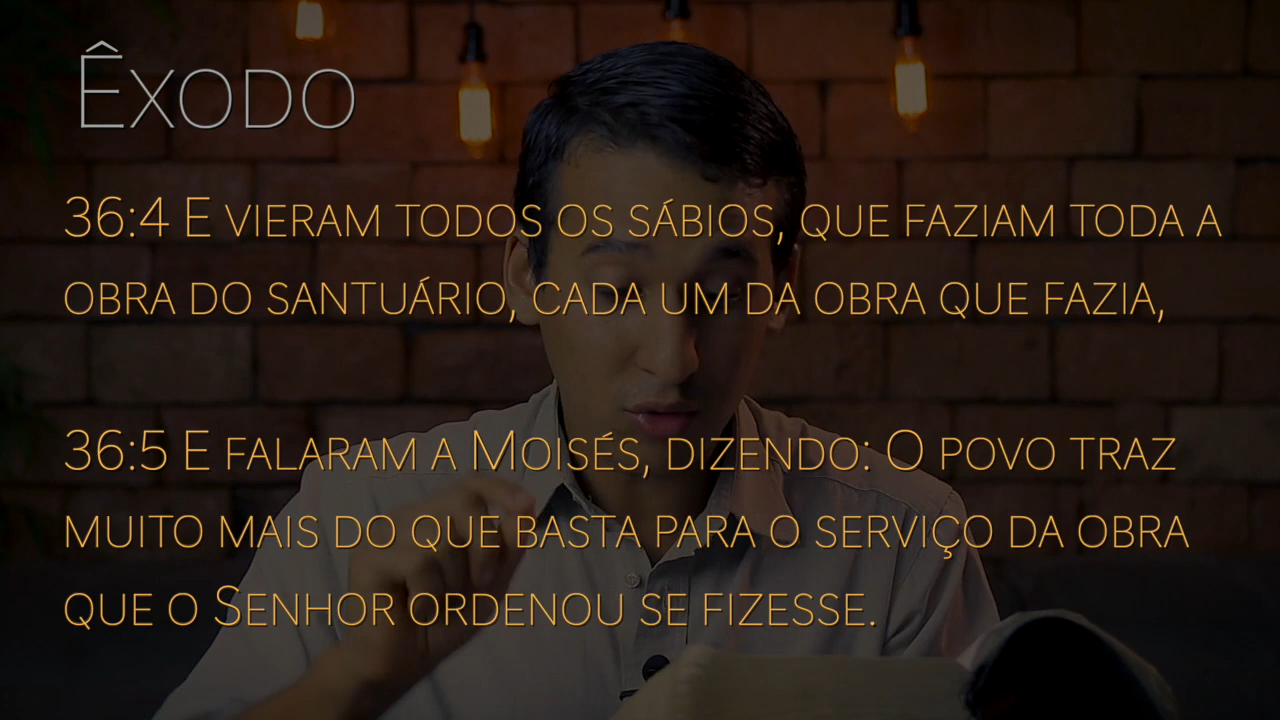 Êxodo
36:4 E vieram todos os sábios, que faziam toda a
obra do santuário, cada um da obra que fazia,
36:5 E falaram a Moisés, dizendo: O povo traz
muito mais do que basta para o serviço da obra
que o Senhor ordenou se fizesse.